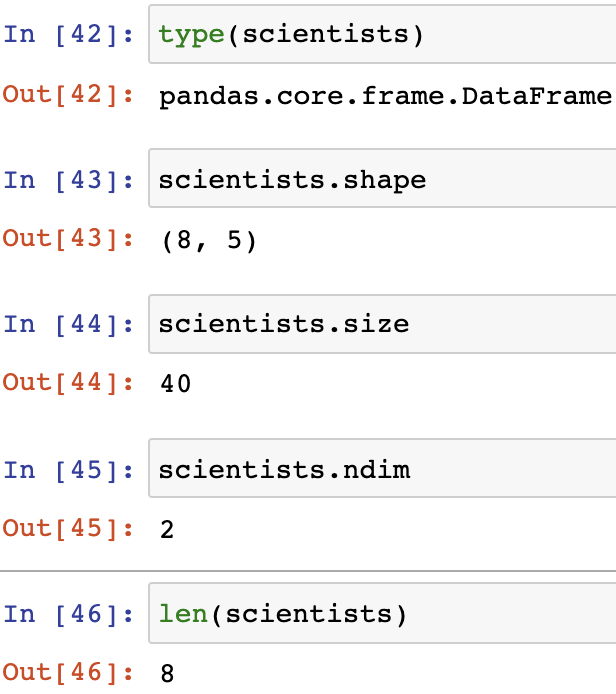 In [42]: type(scientists)
Out[42]: pandas.core.frame.DataFrame
In [43]: scientists.shape
Out[43]: (8, 5)
In [44]: scientists.size
Out[44]: 40
In [45]: scientists.ndim
Out[45]: 2
In [46]: len(scientists)
Out[46]: 8